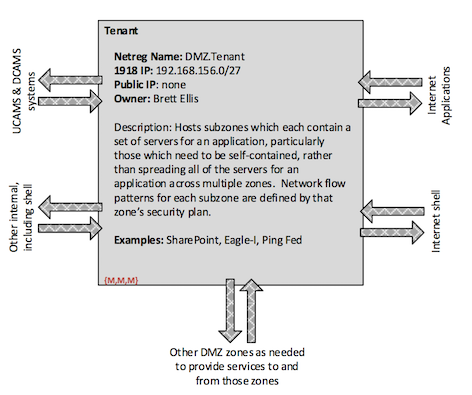 Tenant
Netreg Name: DMZ.Tenant
1918 IP: 192.168.156.0/27
Public IP: none
Owner: Brett Ellis
Description: Hosts subzones which each contain a
set of servers for an application, particularly
those which need to be self-contained, rather
than spreading all of the servers for an
application across multiple zones.  Network flow
patterns for each subzone are defined by that
zone's security plan.
Examples: SharePoint, Eagle-I, Ping Fed
{M,M,M}
UCAMS & DCAMS
systems
Other internal,
including shell
Internet
Applications
Internet shell
Other DMZ zones as needed
to provide services to and
from those zones